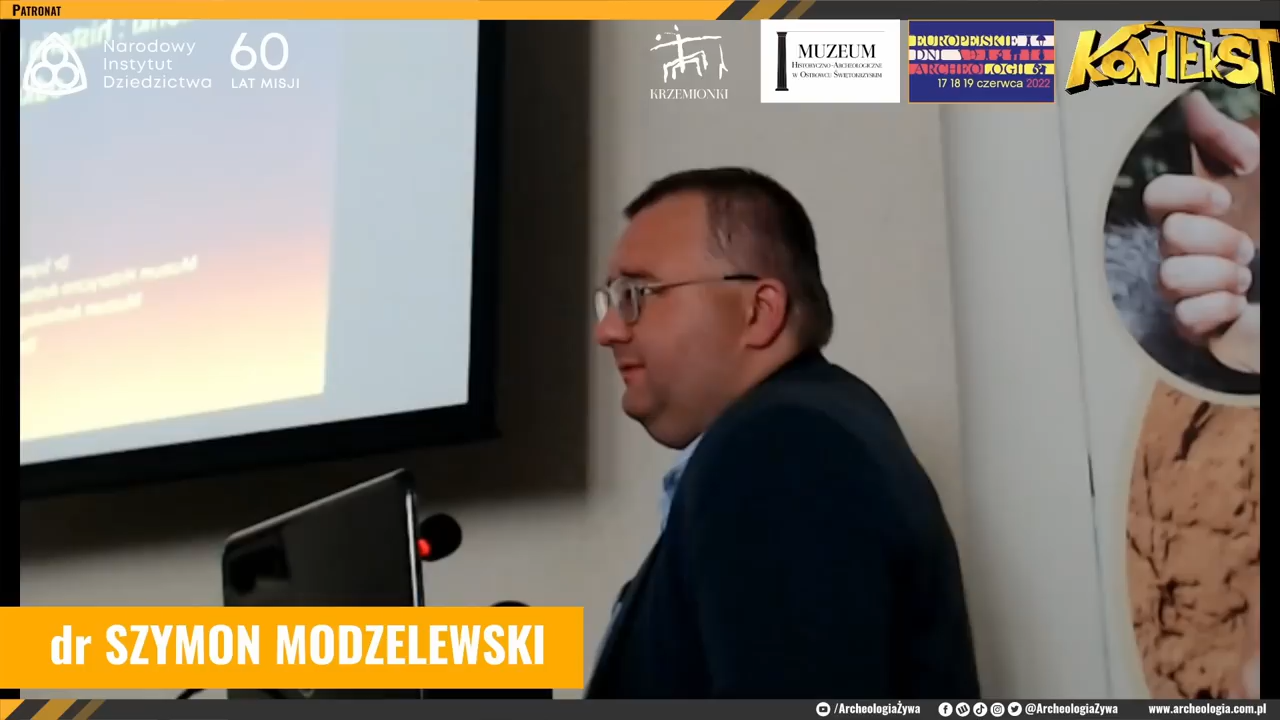 PATRONAT
Narodowy
Instytut
Dziedzictwa
60
LAT MISJI
KRZEMIONKI
MUZEUM
HISTORYCZNO-ARCHEOLOGICZNE
W OSTROWCU ŚWIĘTOKRZYSKIM
EUROPEJSKIE
DNI
ARCHEOLOGII
17 18 19 czerwca 2022
KONTEKST
dr SZYMON MODZELEWSKI
/ArcheologiaŻywa
@ArcheologiaŻywa
www.archeologia.com.pl